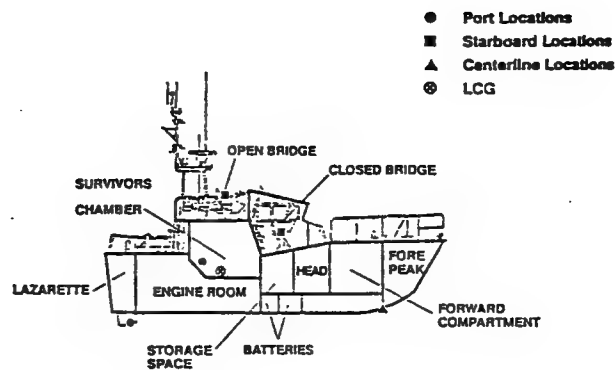 Port Locations
Starboard Locations
Centerline Locations
LCG
OPEN BRIDGE
CLOSED BRIDGE
SURVIVORS
CHAMBER
FORE
PEAK
HEAD
LAZARETTE
ENGINE ROOM
FORWARD
COMPARTMENT
STORAGE
SPACE
BATTERIES